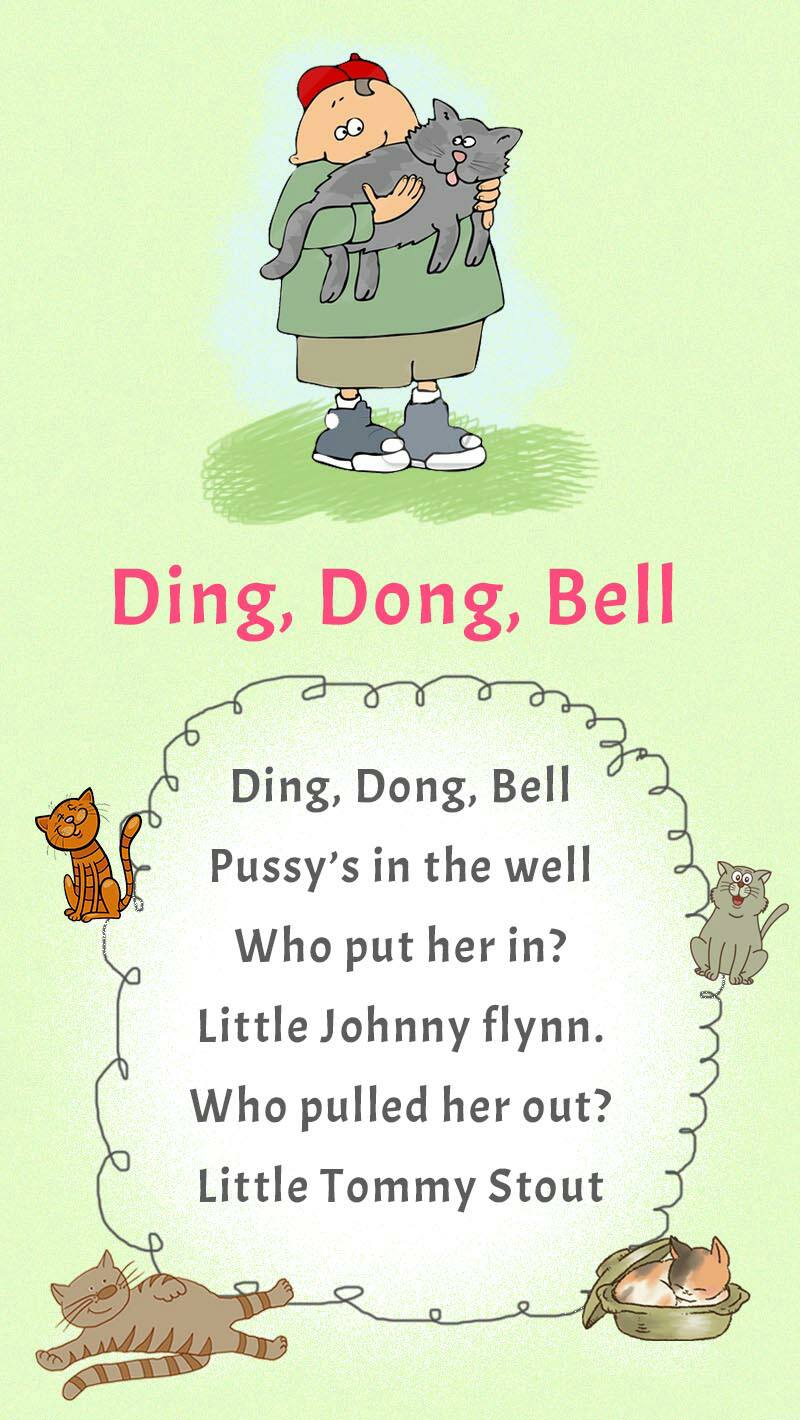 Ding, Dong, Bell
Ding, Dong, Bell
Pussy’s in the well
Who put her in?
Little Johnny flynn.
Who pulled her out?
Little Tommy Stout